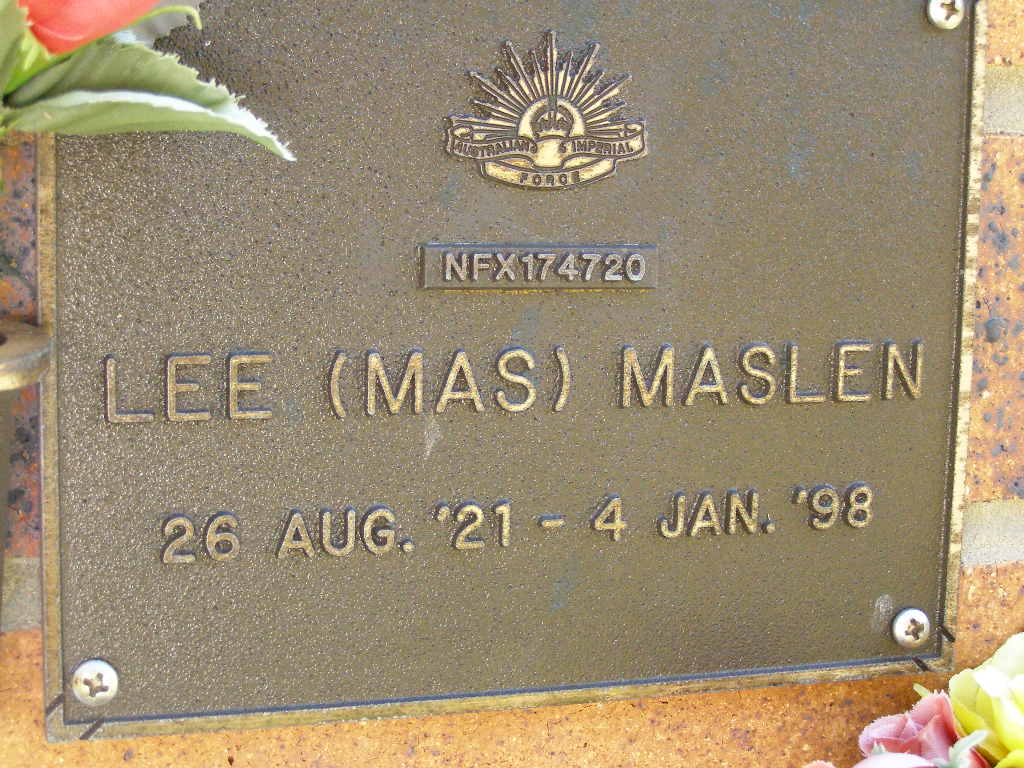 AUSTRALIAN IMPERIAL
FORCE
NFX174720
LEE (MAS) MASLEN
26 AUG. '21 - 4 JAN. '98